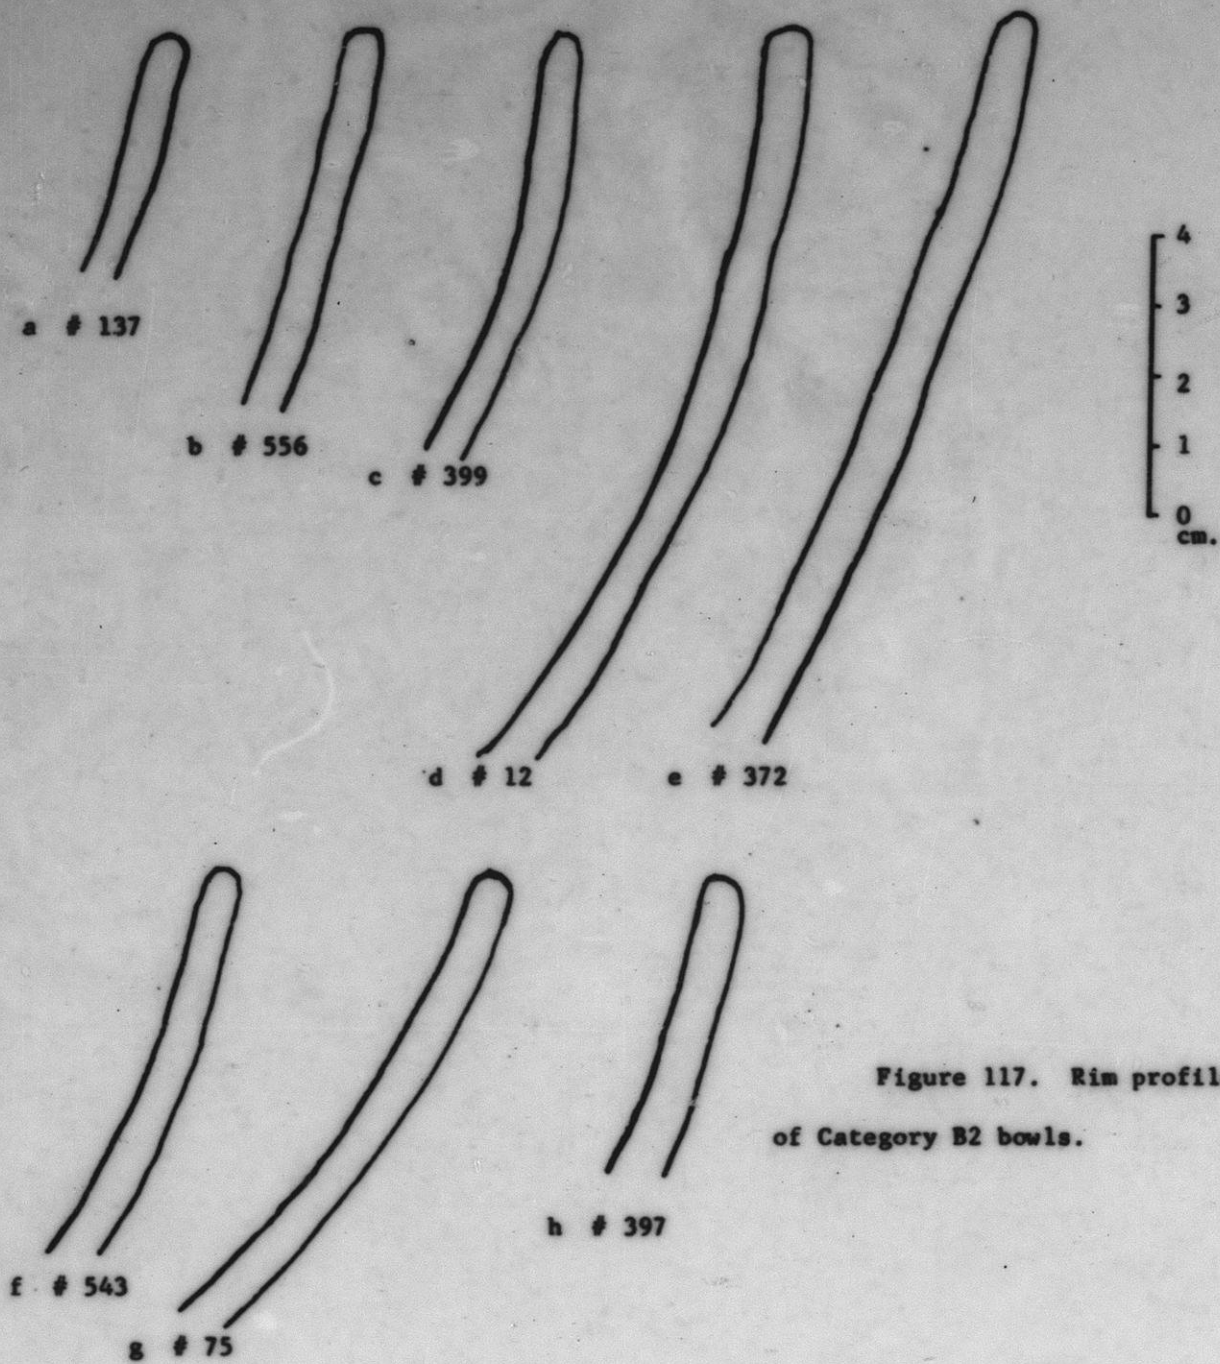 a # 137
b # 556
c # 399
d # 12
e # 372
4
3
2
1
0
cm.
f # 543
g # 75
h # 397
Figure 117. Rim profil
of Category B2 bowls.